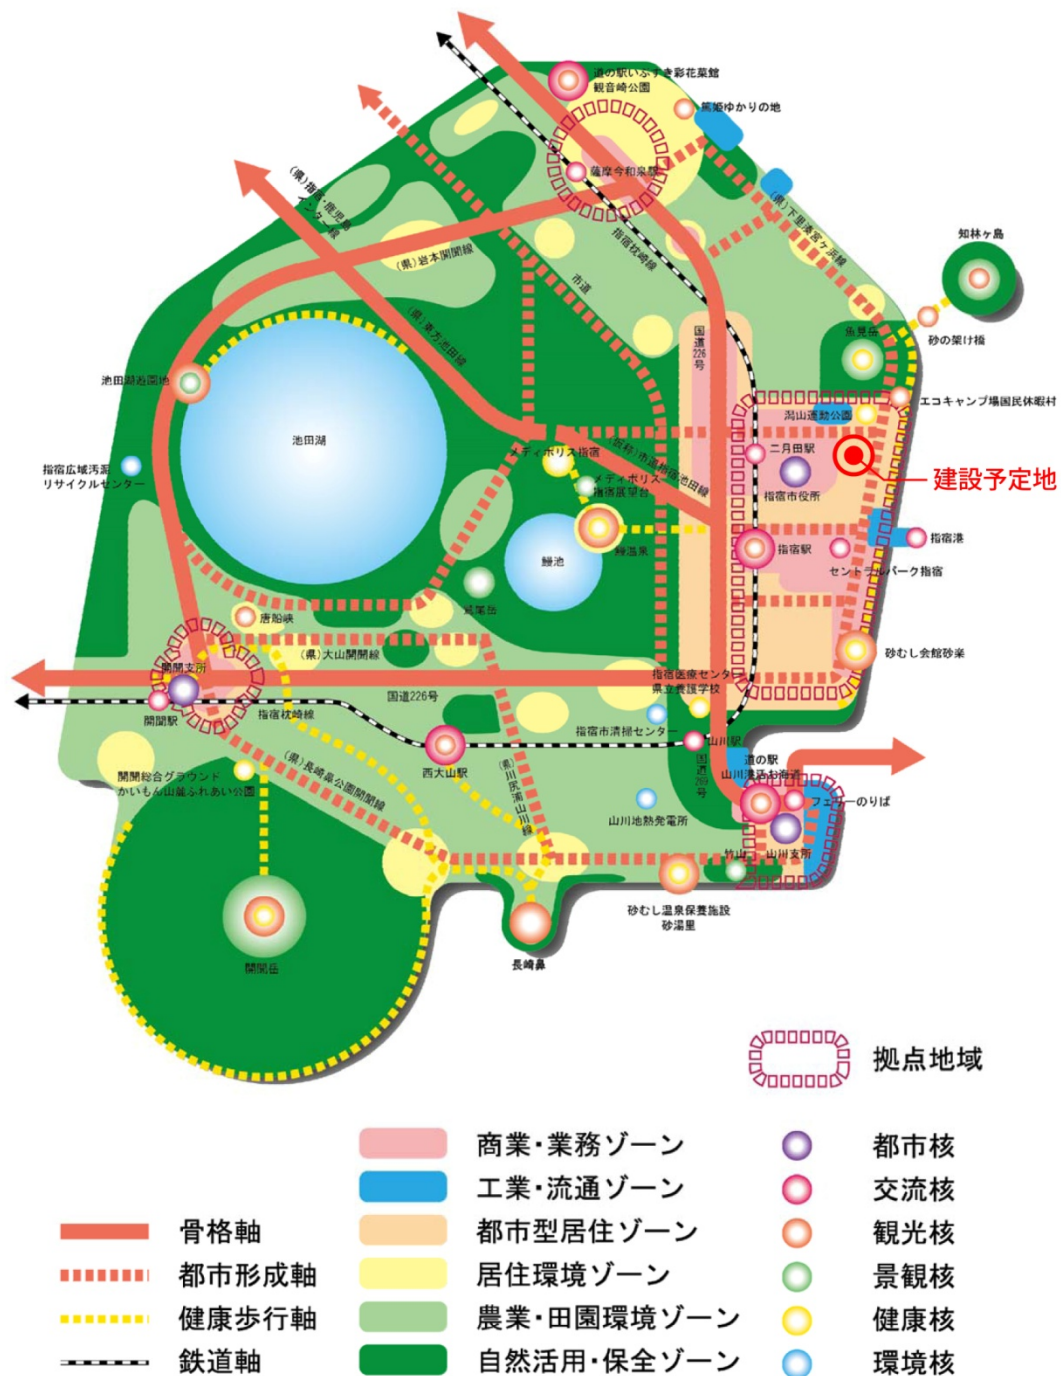 道の駅いぶすき彩花菜館
観音崎公園
篤姫ゆかりの地
薩摩今和泉駅
(県)指宿・鹿児島
インター線
(県)岩本開聞線
指宿枕崎線
(県)下里湊宮ヶ浜線
知林ヶ島
市道
(県)東方池田線
国道226号
魚見岳
砂の架け橋
池田湖遊園地
エコキャンプ場国民休暇村
潟山運動公園
池田湖
(仮称)市道指宿池田線
メディポリス指宿
二月田駅
指宿広域汚泥
リサイクルセンター
メディポリス
指宿展望台
指宿市役所
建設予定地
鰻温泉
指宿駅
指宿港
鰻池
セントラルパーク指宿
鳶尾岳
唐船峡
(県)大山開聞線
砂むし会館砂楽
開聞支所
国道226号
指宿医療センター
県立養護学校
開聞駅
指宿枕崎線
指宿市清掃センター
山川駅
西大山駅
国道269号
道の駅
山川港活お海道
開聞総合グラウンド
かいもん山麓ふれあい公園
(県)長崎鼻公園開聞線
(県)川尻浦山川線
フェリーのりば
山川地熱発電所
竹山
山川支所
砂むし温泉保養施設
砂湯里
開聞岳
長崎鼻
拠点地域
商業・業務ゾーン
都市核
工業・流通ゾーン
交流核
骨格軸
都市型居住ゾーン
観光核
都市形成軸
居住環境ゾーン
景観核
健康歩行軸
農業・田園環境ゾーン
健康核
鉄道軸
自然活用・保全ゾーン
環境核